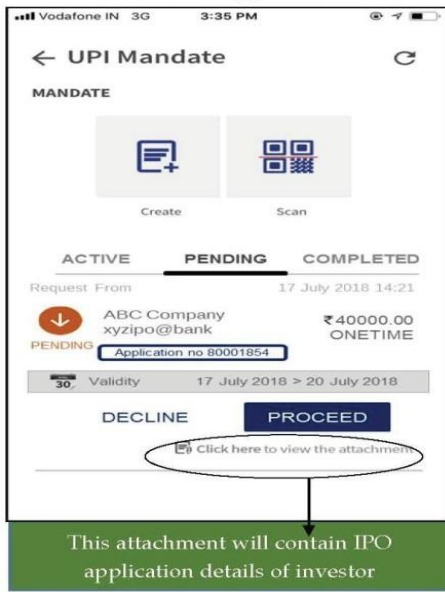 Vodafone IN 3G 3:35 PM
← UPI Mandate
MANDATE
Create Scan
ACTIVE PENDING COMPLETED
Request From 17 July 2018 14:21
ABC Company ₹40000.00
xyzipo@bank ONETIME
PENDING
Application no 80001854
30 Validity 17 July 2018 > 20 July 2018
DECLINE PROCEED
Click here to view the attachment
This attachment will contain IPO
application details of investor